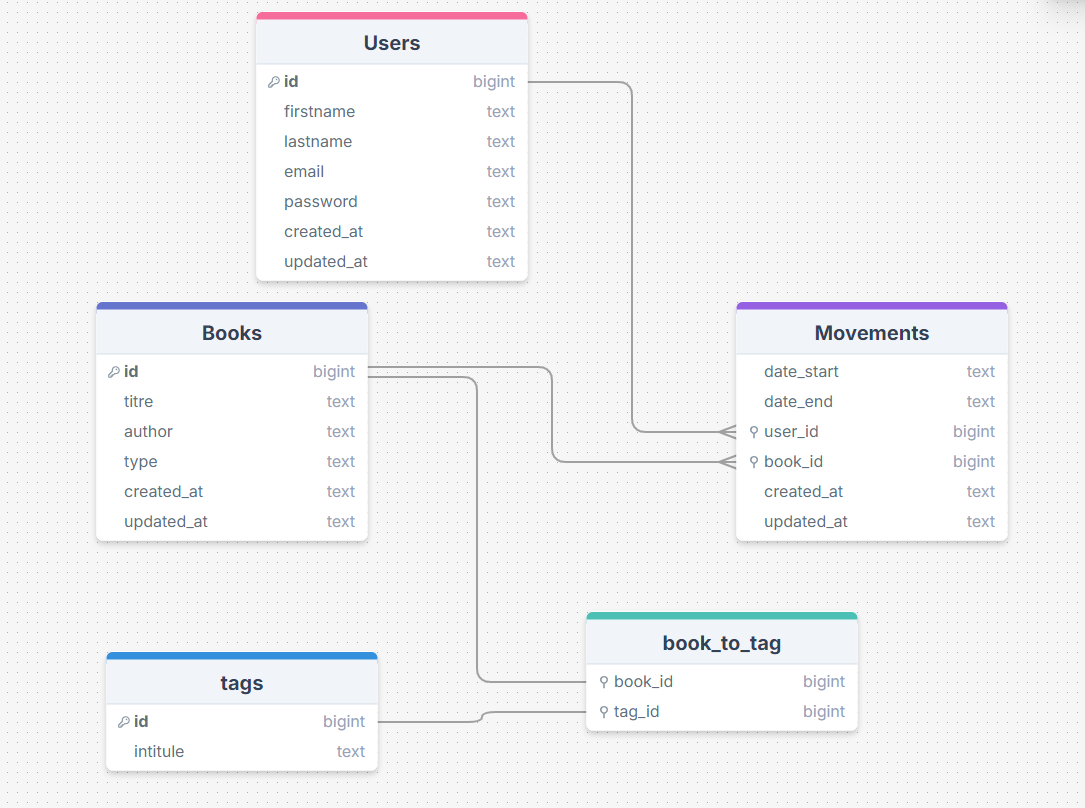 Users
id bigint
firstname text
lastname text
email text
password text
created_at text
updated_at text
Books
id bigint
titre text
author text
type text
created_at text
updated_at text
Movements
date_start text
date_end text
user_id bigint
book_id bigint
created_at text
updated_at text
book_to_tag
book_id bigint
tag_id bigint
tags
id bigint
intitule text